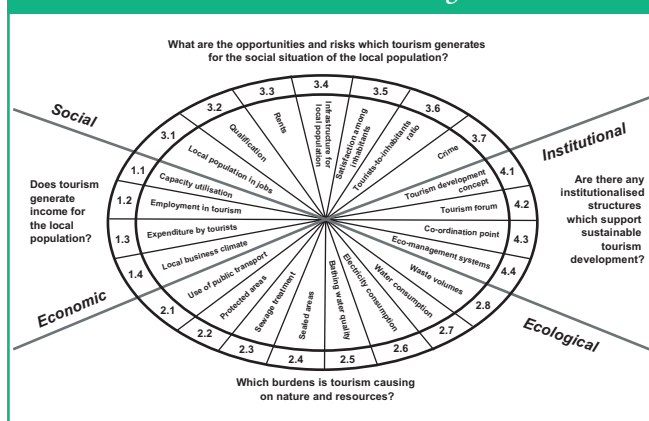 What are the opportunities and risks which tourism generates
for the social situation of the local population?
Social
Institutional
Economic
Ecological
Does tourism
generate
income for
the local
population?
Are there any
institutionalised
structures
which support
sustainable
tourism
development?
1.1
Capacity utilisation
1.2
Employment in tourism
1.3
Expenditure by tourists
1.4
Local business climate
2.1
Use of public transport
2.2
Protected areas
2.3
Sewage treatment
2.4
Sealed areas
2.5
Bathing water quality
2.6
Electricity consumption
2.7
Water consumption
2.8
Waste volumes
3.1
Local population in jobs
3.2
Qualification
3.3
Rents
3.4
Infrastructure for
local population
3.5
Satisfaction among
inhabitants
3.6
Tourists-to-inhabitants
ratio
3.7
Crime
4.1
Tourism development
concept
4.2
Tourism forum
4.3
Co-ordination point
4.4
Eco-management systems
Which burdens is tourism causing
on nature and resources?